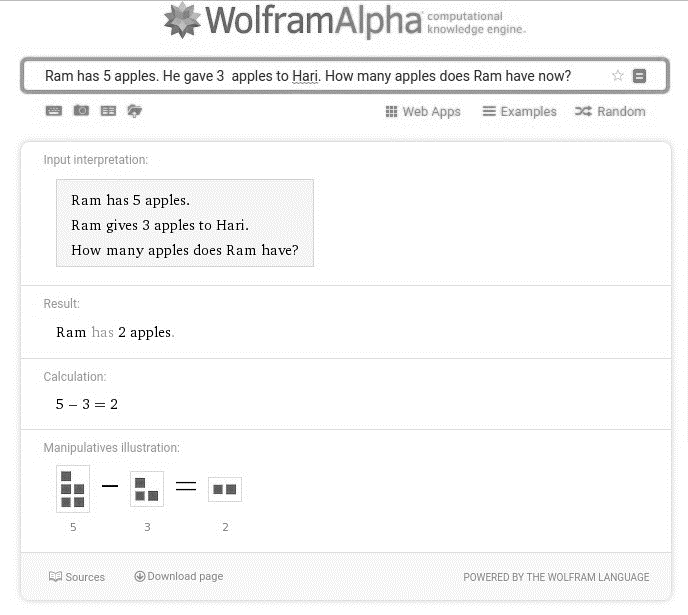 WolframAlpha computational
knowledge engine.
Ram has 5 apples. He gave 3 apples to Hari. How many apples does Ram have now?
Web Apps Examples Random
Input interpretation:
Ram has 5 apples.
Ram gives 3 apples to Hari.
How many apples does Ram have?
Result:
Ram has 2 apples.
Calculation:
5 − 3 = 2
Manipulatives illustration:
− =
5 3 2
Sources Download page POWERED BY THE WOLFRAM LANGUAGE